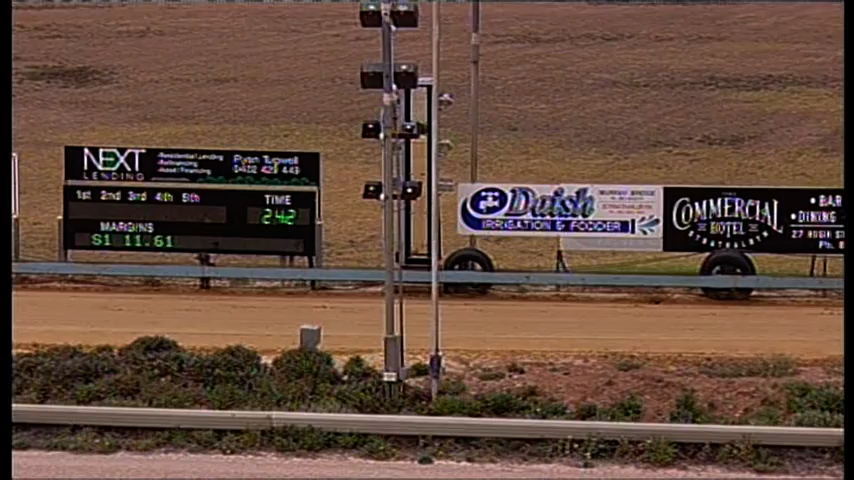 NEXT
LENDING
Residential Lending
Refinancing
Asset Financing
Ryan Tugwell
1st 2nd 3rd 4th 5th
TIME
24.2
MARGINS
S1 11.61
Daish
IRRIGATION & FODDER
COMMERCIAL
HOTEL
STRATHALBYN
• BAR
• DINING